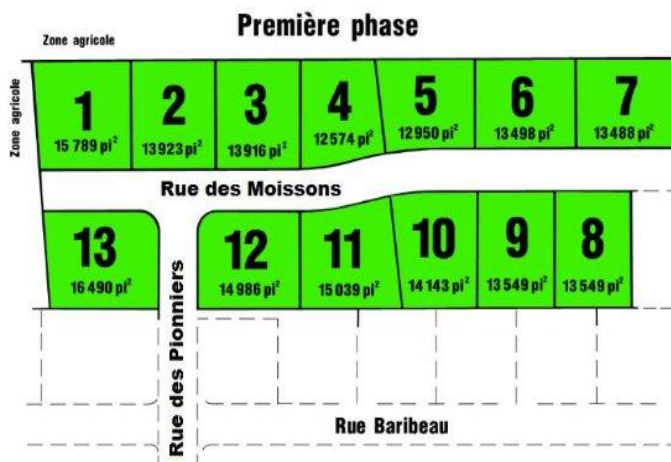 Première phase
Zone agricole
Zone agricole
1
15 789 pi²
2
13 923 pi²
3
13 916 pi²
4
12 574 pi²
5
12 950 pi²
6
13 498 pi²
7
13 488 pi²
Rue des Moissons
13
16 490 pi²
12
14 986 pi²
11
15 039 pi²
10
14 143 pi²
9
13 549 pi²
8
13 549 pi²
Rue des Pionniers
Rue Baribeau